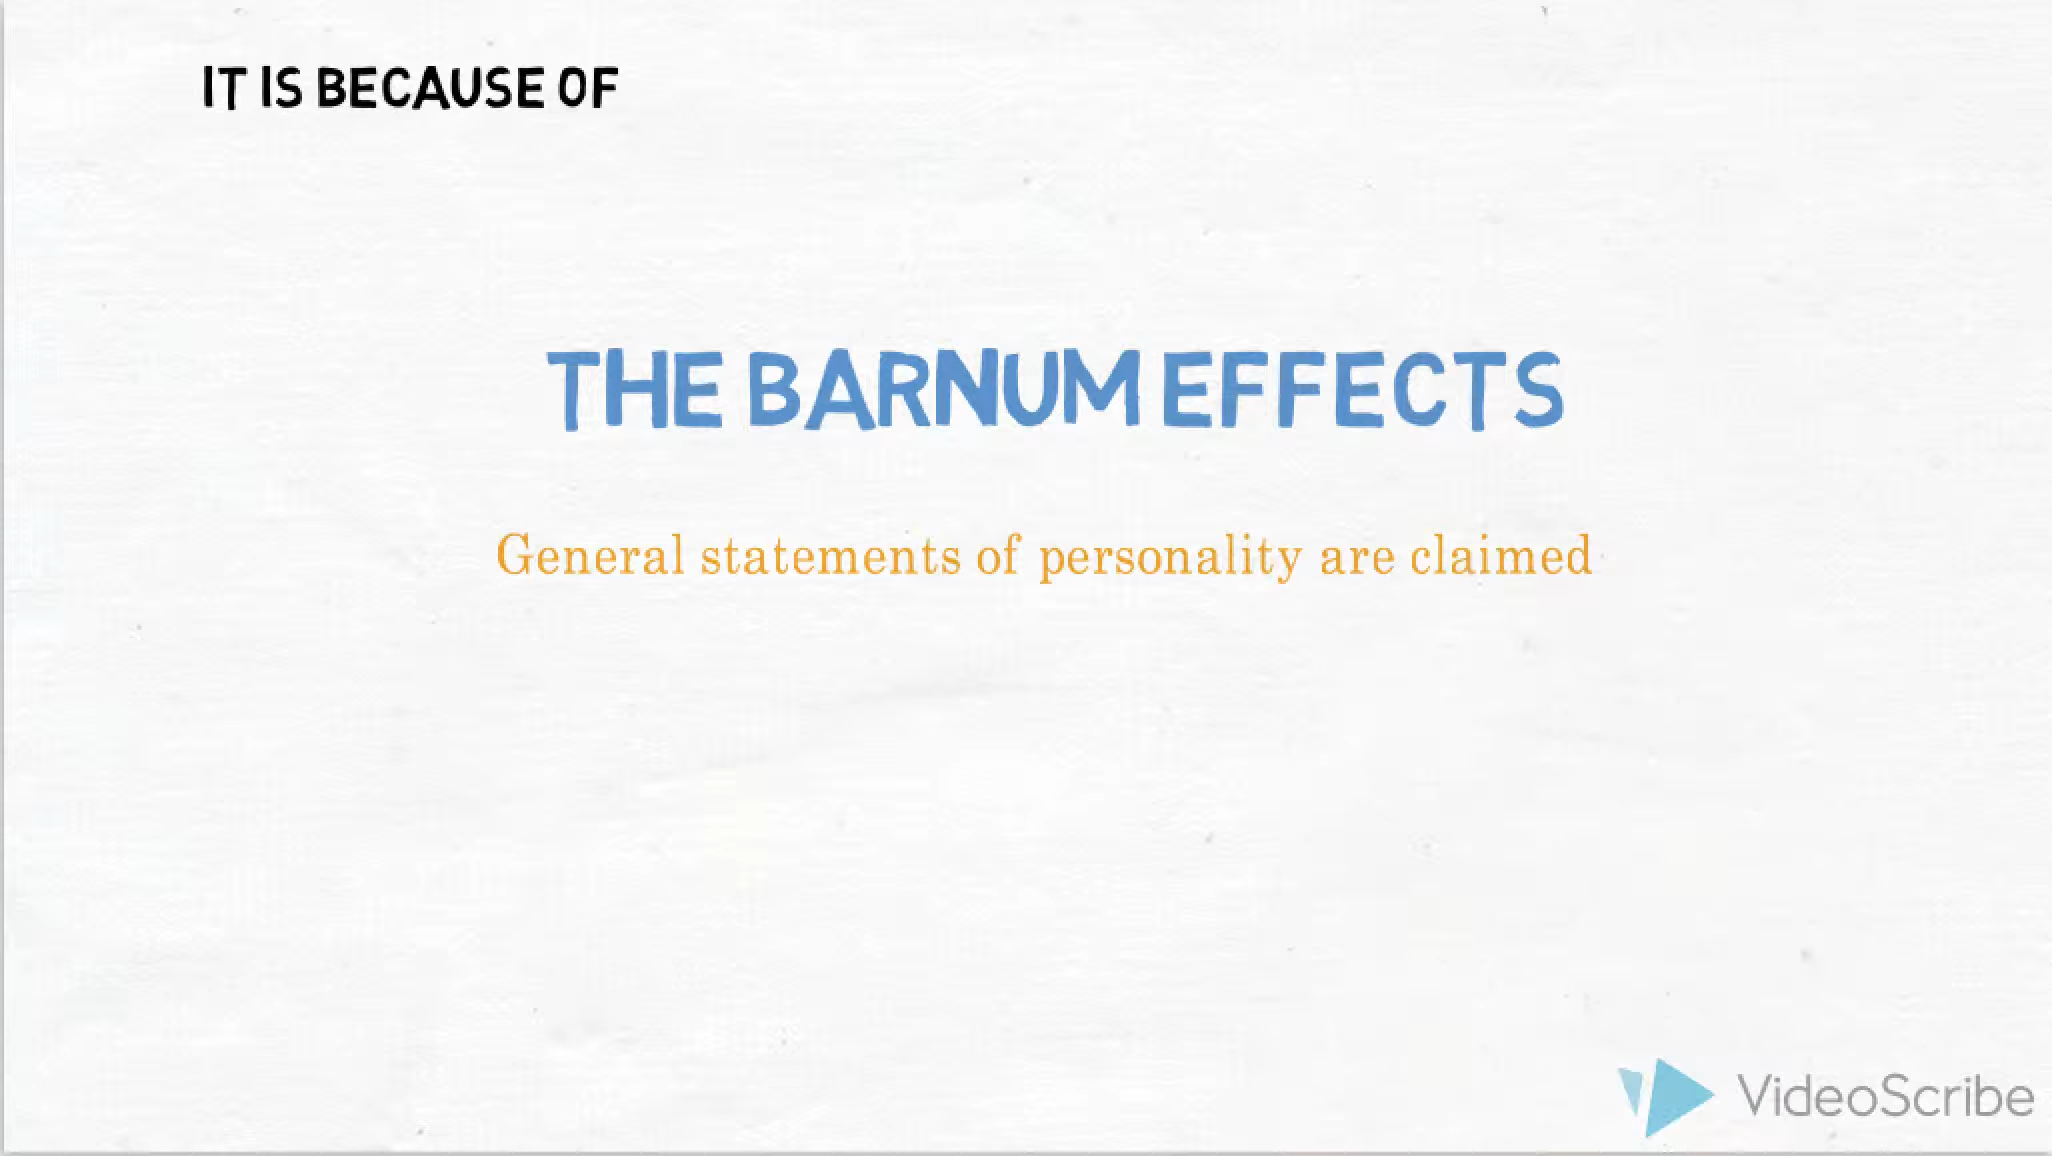 IT IS BECAUSE OF
THE BARNUM EFFECTS
General statements of personality are claimed
VideoScribe